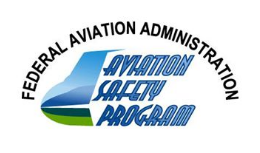 FEDERAL AVIATION ADMINISTRATION
AVIATION
SAFETY
PROGRAM